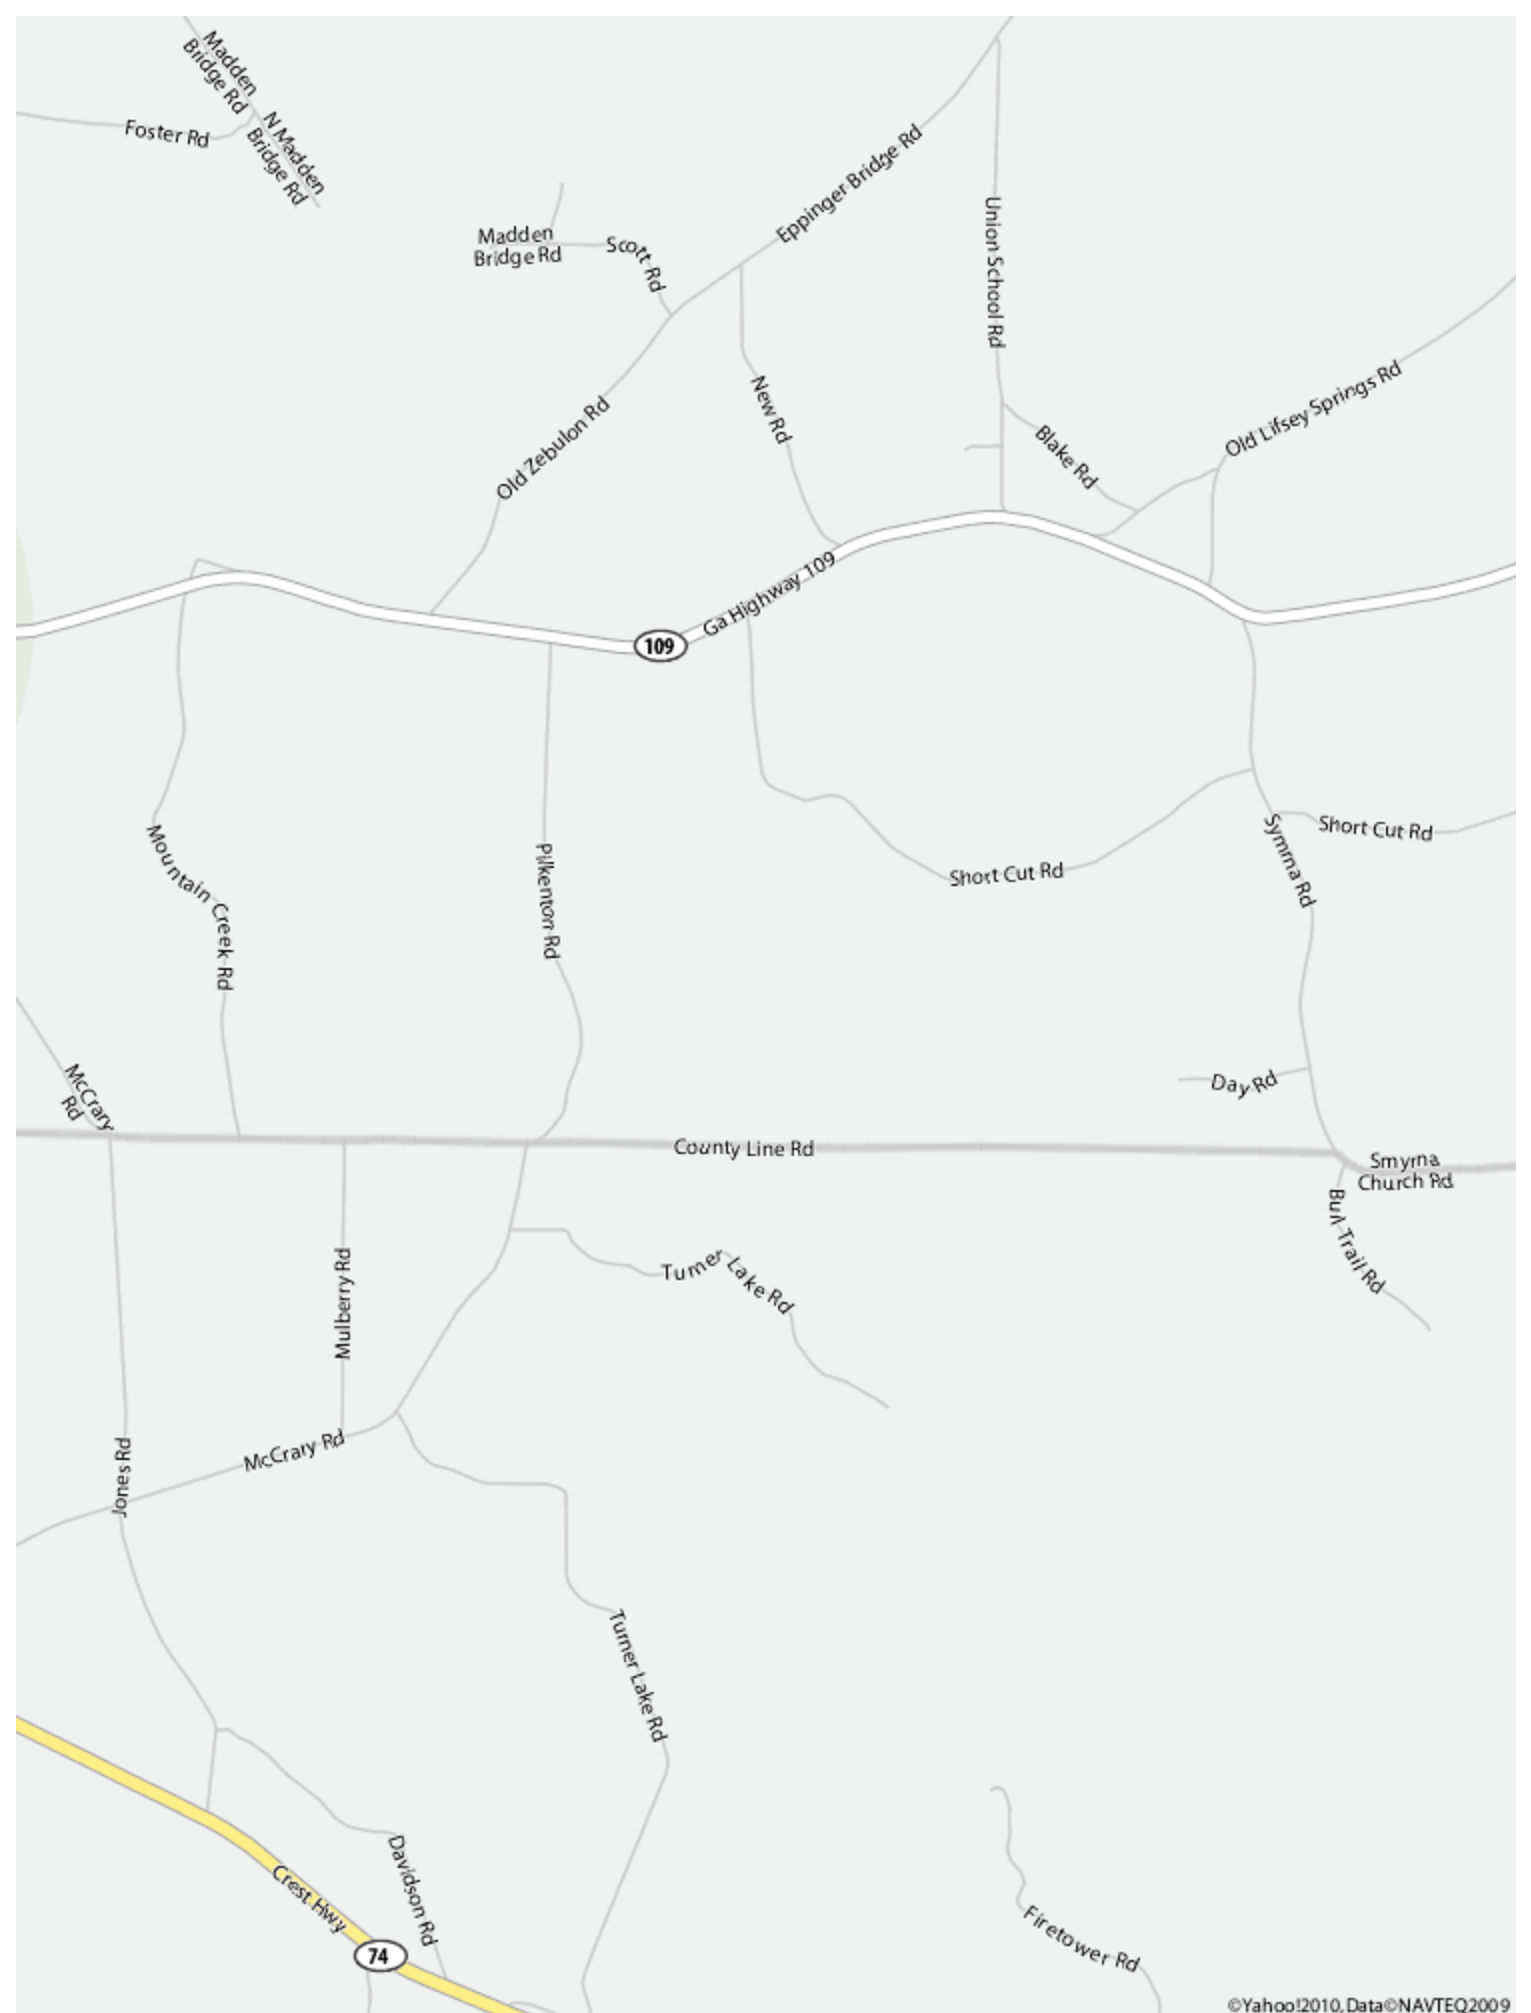 Madden
Bridge Rd
N Madden
Bridge Rd
Foster Rd
Eppinger Bridge Rd
Madden
Bridge Rd
Scott Rd
Union School Rd
New Rd
Old Lifsey Springs Rd
Old Zebulon Rd
Blake Rd
Ga Highway 109
109
Mountain Creek Rd
Pilkenton Rd
Short Cut Rd
Symrna Rd
Short Cut Rd
McCrary
Rd
Day Rd
County Line Rd
Smyrna
Church Rd
Bull Trail Rd
Turner Lake Rd
Mulberry Rd
McCrary Rd
Jones Rd
Turner Lake Rd
Davidson Rd
Crest Hwy
74
Firetower Rd
©Yahoo!2010, Data©NAVTEQ2009